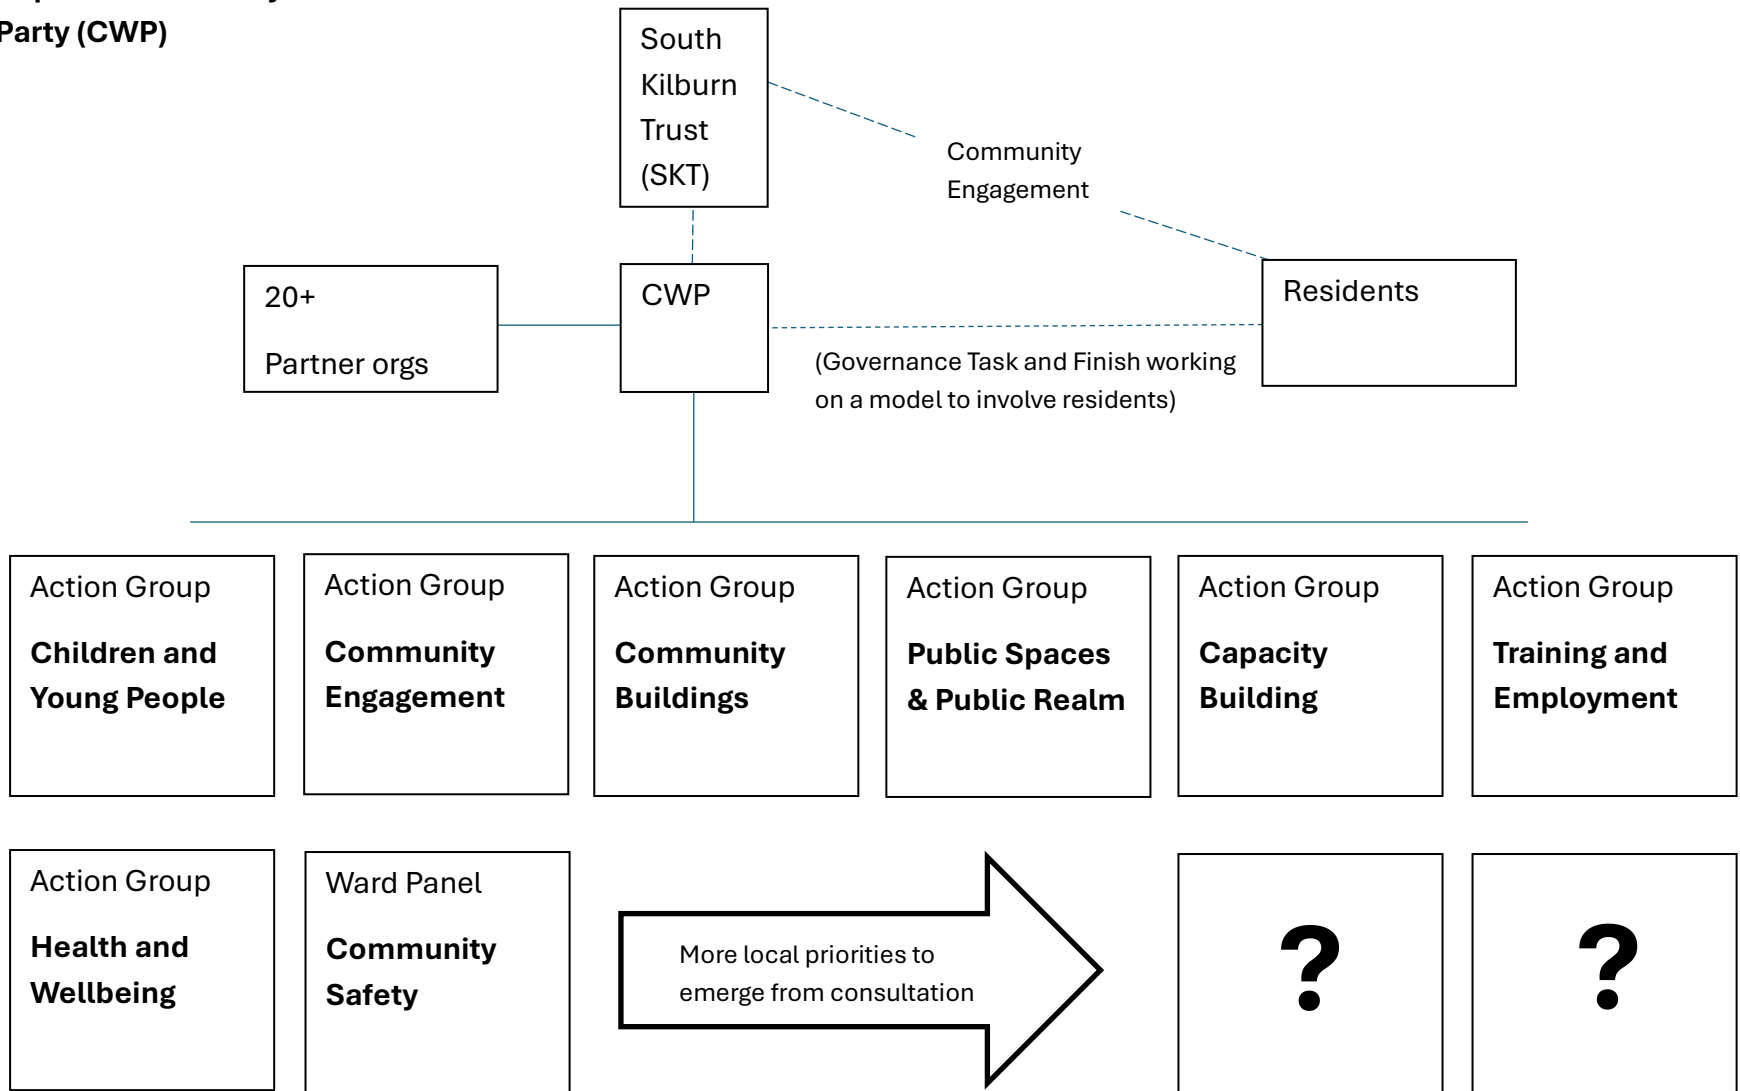 Party (CWP)
South
Kilburn
Trust
(SKT)
Community
Engagement
20+
Partner orgs
CWP
Residents
(Governance Task and Finish working
on a model to involve residents)
Action Group
Children and
Young People
Action Group
Community
Engagement
Action Group
Community
Buildings
Action Group
Public Spaces
& Public Realm
Action Group
Capacity
Building
Action Group
Training and
Employment
Action Group
Health and
Wellbeing
Ward Panel
Community
Safety
More local priorities to
emerge from consultation
?
?